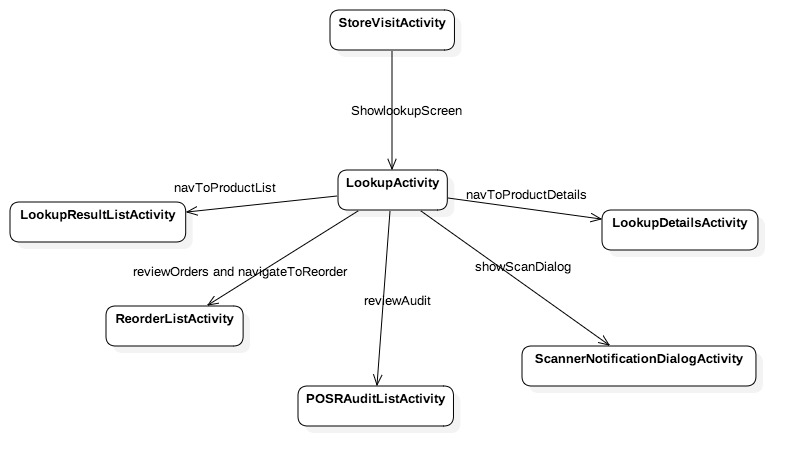 StoreVisitActivity
ShowlookupScreen
LookupActivity
navToProductList
navToProductDetails
LookupResultListActivity
LookupDetailsActivity
reviewOrders and navigateToReorder
showScanDialog
reviewAudit
ReorderListActivity
ScannerNotificationDialogActivity
POSRAuditListActivity